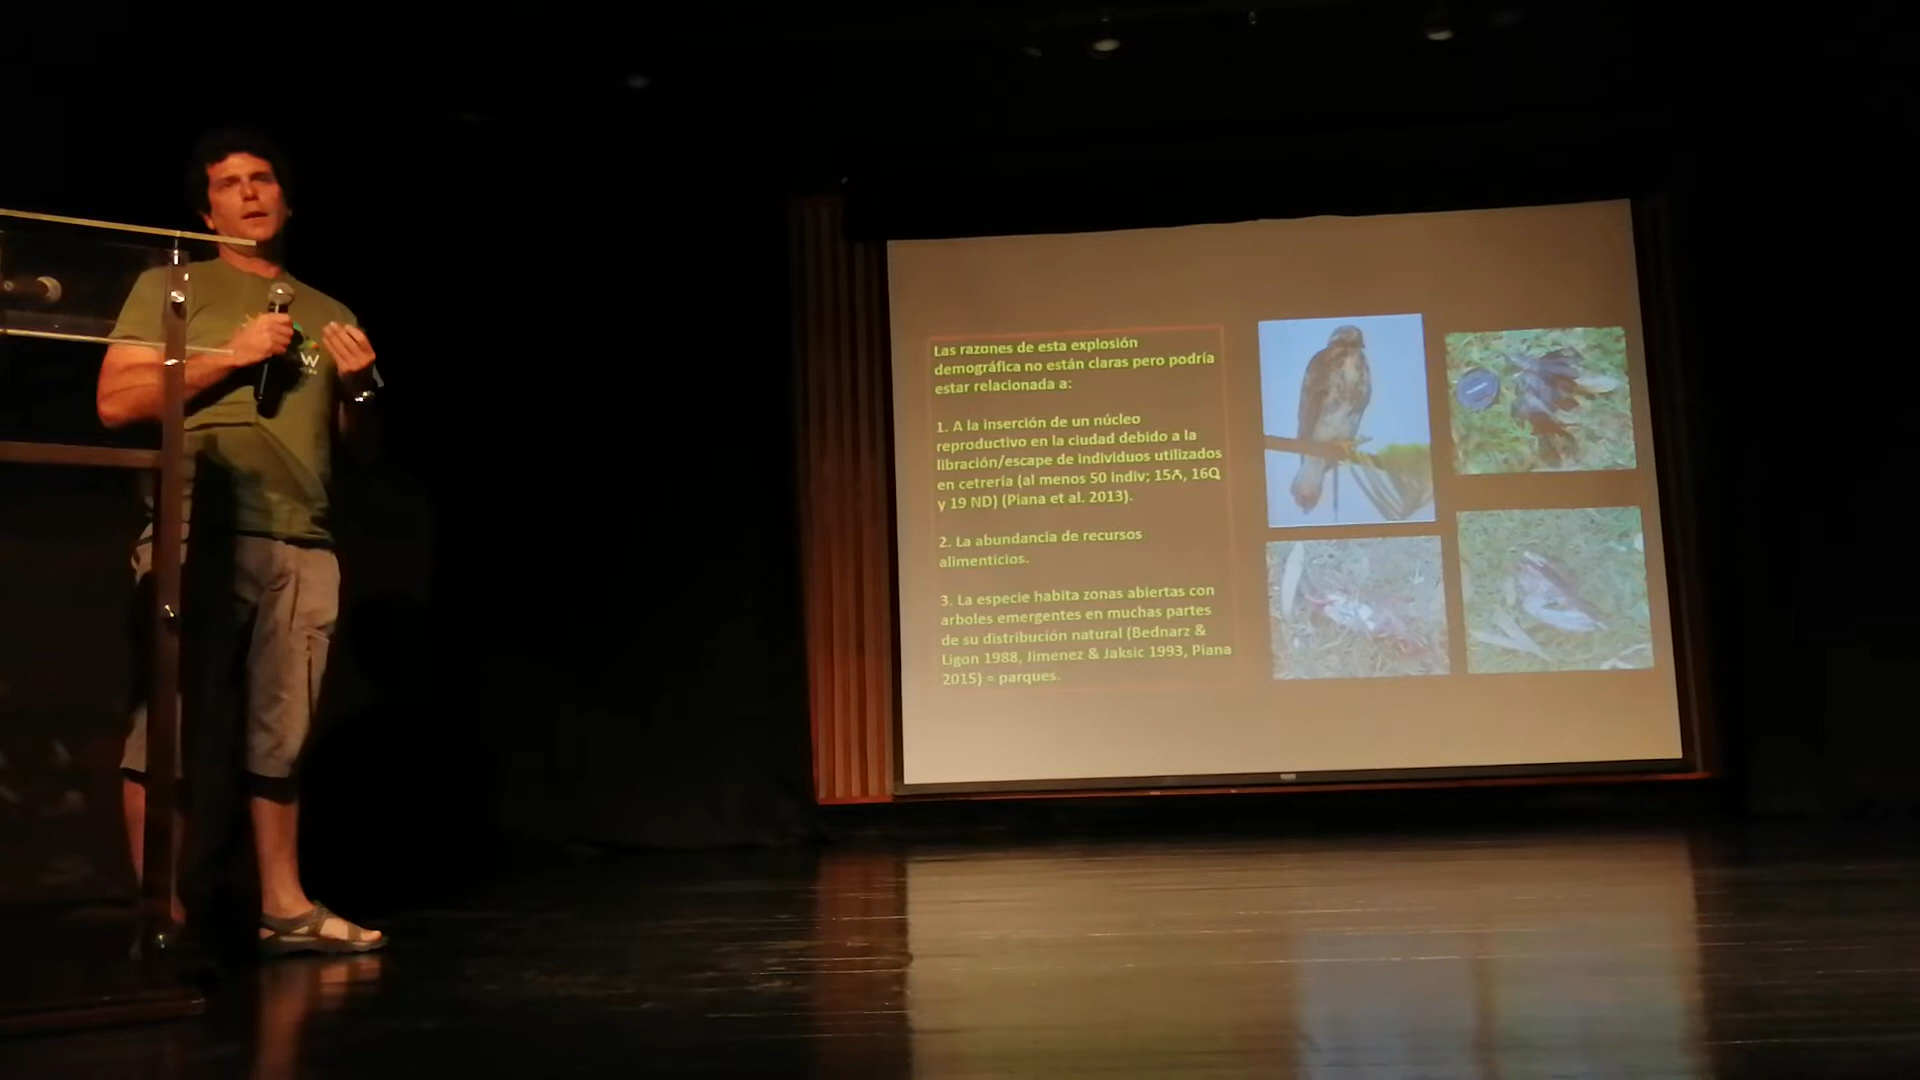 Las razones de esta explosión
demográfica no están claras pero podría
estar relacionada a:
1. A la inserción de un núcleo
reproductivo en la ciudad debido a la
libración/escape de individuos utilizados
en cetrería (al menos 50 indiv; 15♂, 16♀
y 19 ND) (Piana et al. 2013).
2. La abundancia de recursos
alimenticios.
3. La especie habita zonas abiertas con
arboles emergentes en muchas partes
de su distribución natural (Bednarz &
Ligon 1988, Jimenez & Jaksic 1993, Piana
2015) = parques.
W